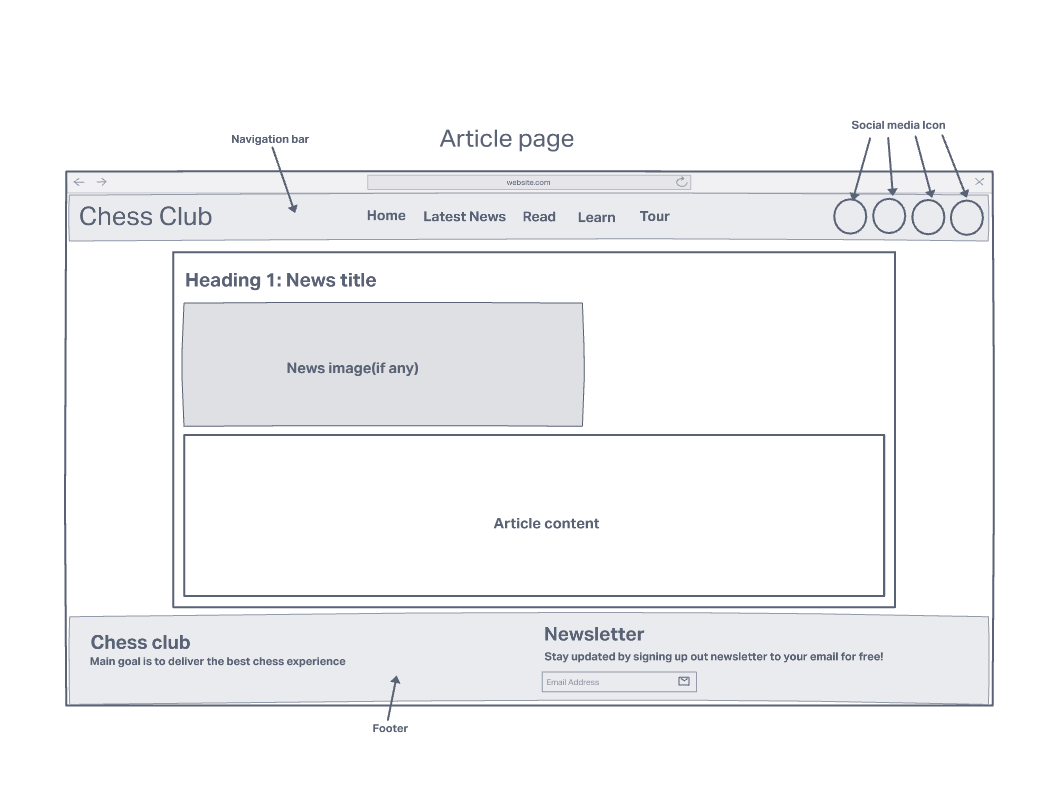 Article page
Navigation bar
Social media Icon
website.com
Chess Club
Home Latest News Read Learn Tour
Heading 1: News title
News image(if any)
Article content
Chess club
Main goal is to deliver the best chess experience
Newsletter
Stay updated by signing up out newsletter to your email for free!
Email Address
Footer